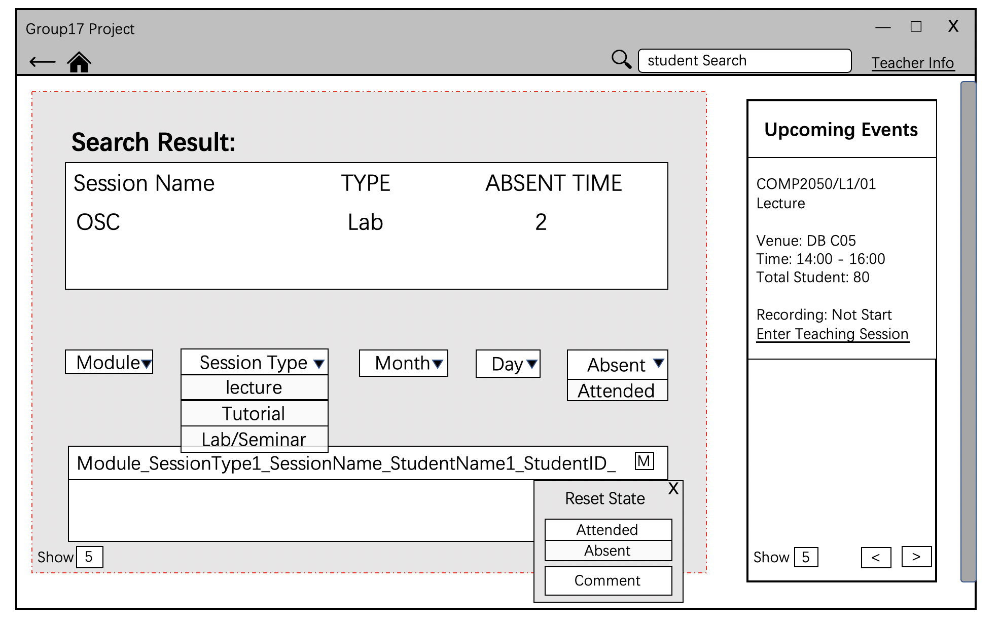 Group17 Project
— □ X
student Search
Teacher Info
Search Result:
Session Name TYPE ABSENT TIME
OSC Lab 2
Module Session Type Month Day Absent
lecture
Attended
Tutorial
Lab/Seminar
Module_SessionType1_SessionName_StudentName1_StudentID_ M
X
Reset State
Attended
Absent
Comment
Show 5
Upcoming Events
COMP2050/L1/01
Lecture
Venue: DB C05
Time: 14:00 - 16:00
Total Student: 80
Recording: Not Start
Enter Teaching Session
Show 5 < >